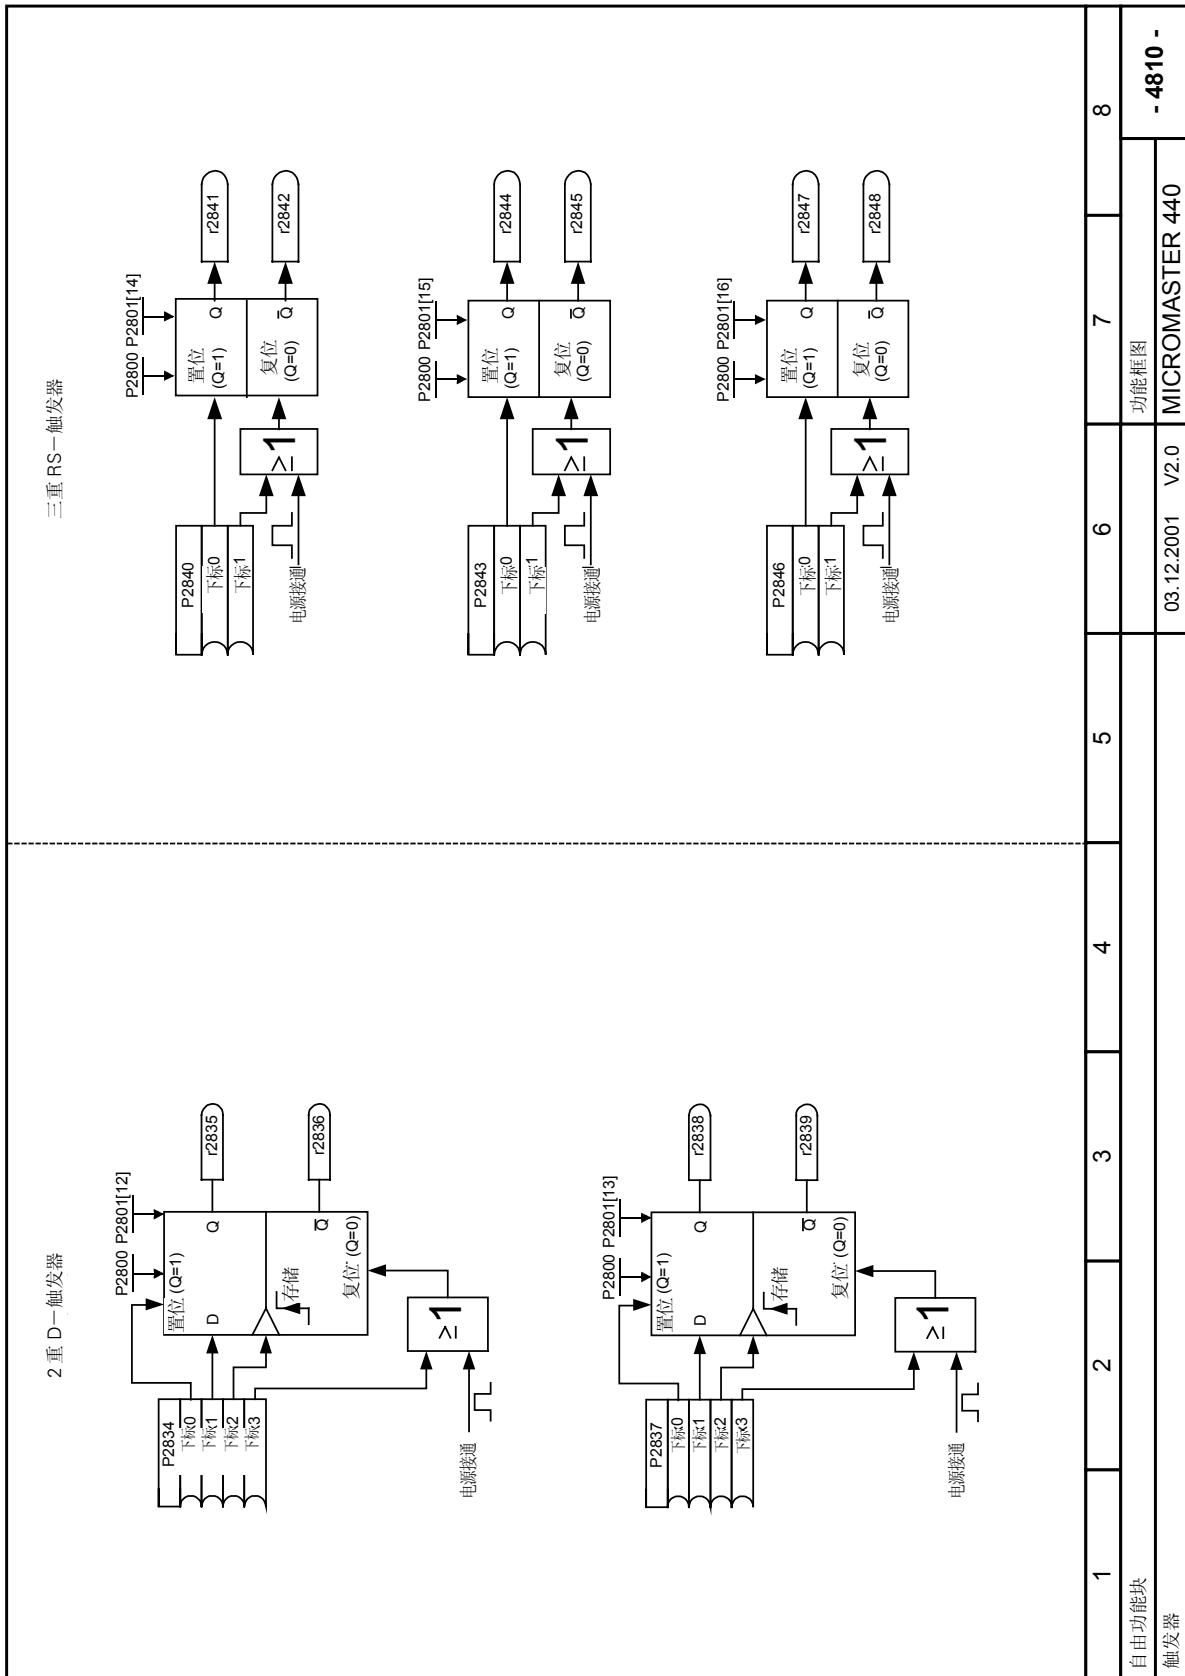 2 重 D－触发器
P2800 P2801[12]
P2834
下标0
下标1
下标2
下标3
置位 (Q=1)
D
Q
存储
复位 (Q=0)
Q
r2835
r2836
≥1
电源接通
P2800 P2801[13]
P2837
下标0
下标1
下标2
下标3
置位 (Q=1)
D
Q
存储
复位 (Q=0)
Q
r2838
r2839
≥1
电源接通
三重 RS－触发器
P2800 P2801[14]
P2840
下标0
下标1
置位
(Q=1)
Q
复位
(Q=0)
Q
r2841
r2842
≥1
电源接通
P2800 P2801[15]
P2843
下标0
下标1
置位
(Q=1)
Q
复位
(Q=0)
Q
r2844
r2845
≥1
电源接通
P2800 P2801[16]
P2846
下标0
下标1
置位
(Q=1)
Q
复位
(Q=0)
Q
r2847
r2848
≥1
电源接通
1 2 3 4 5 6 7 8
自由功能块
触发器
03.12.2001 V2.0
功能框图
MICROMASTER 440
- 4810 -